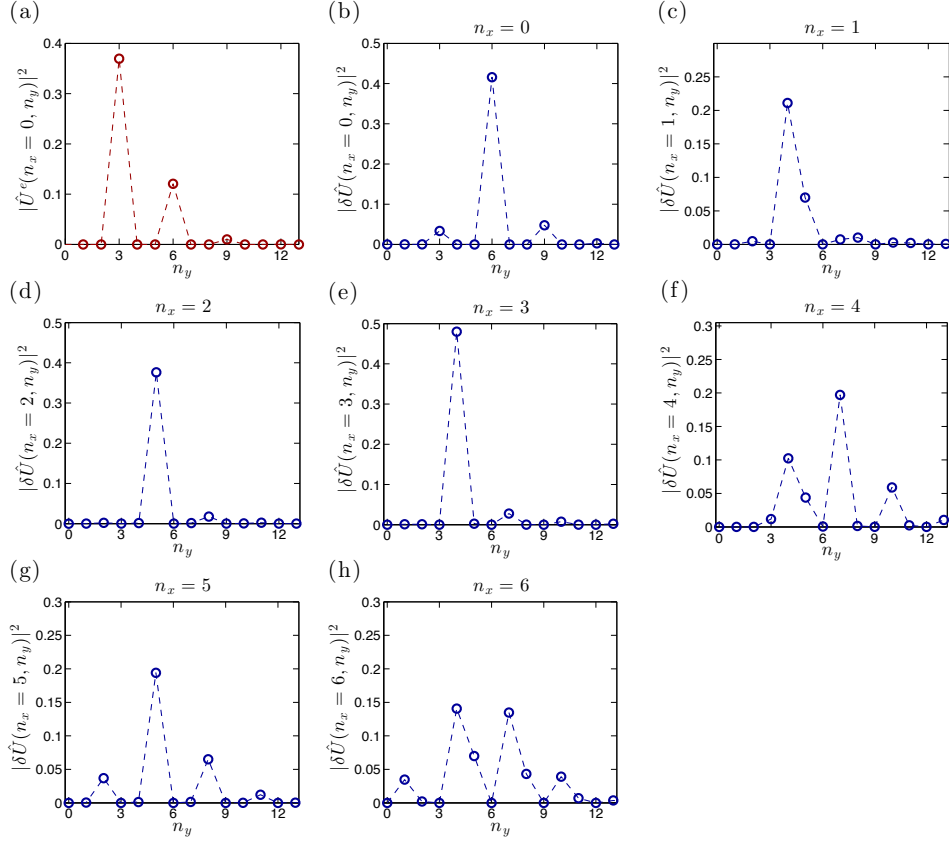 (a)
0.4
0.3
0.2
0.1
0
0 3 6 9 12
n_y
|Û^e(n_x = 0, n_y)|^2
(b)
n_x = 0
0.5
0.4
0.3
0.2
0.1
0
0 3 6 9 12
n_y
|δÛ(n_x = 0, n_y)|^2
(c)
n_x = 1
0.25
0.2
0.15
0.1
0.05
0
0 3 6 9 12
n_y
|δÛ(n_x = 1, n_y)|^2
(d)
n_x = 2
0.5
0.4
0.3
0.2
0.1
0
0 3 6 9 12
n_y
|δÛ(n_x = 2, n_y)|^2
(e)
n_x = 3
0.5
0.4
0.3
0.2
0.1
0
0 3 6 9 12
n_y
|δÛ(n_x = 3, n_y)|^2
(f)
n_x = 4
0.3
0.25
0.2
0.15
0.1
0.05
0
0 3 6 9 12
n_y
|δÛ(n_x = 4, n_y)|^2
(g)
n_x = 5
0.3
0.25
0.2
0.15
0.1
0.05
0
0 3 6 9 12
n_y
|δÛ(n_x = 5, n_y)|^2
(h)
n_x = 6
0.3
0.25
0.2
0.15
0.1
0.05
0
0 3 6 9 12
n_y
|δÛ(n_x = 6, n_y)|^2